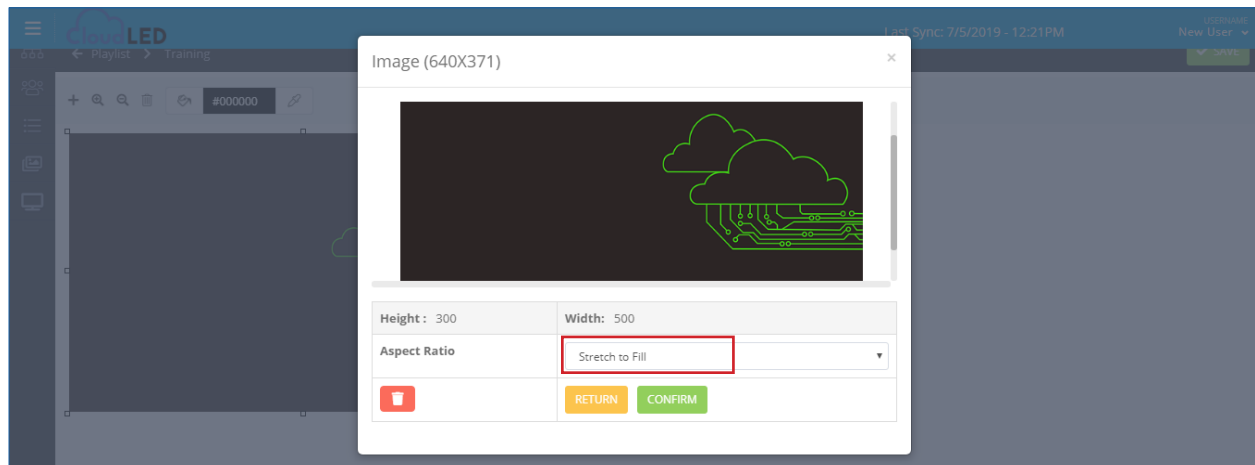 CloudLED
Last Sync: 7/5/2019 - 12:21PM
USERNAME
New User
Playlist > Training
SAVE
#000000
Image (640X371)
×
Height : 300
Width: 500
Aspect Ratio
Stretch to Fill
RETURN
CONFIRM